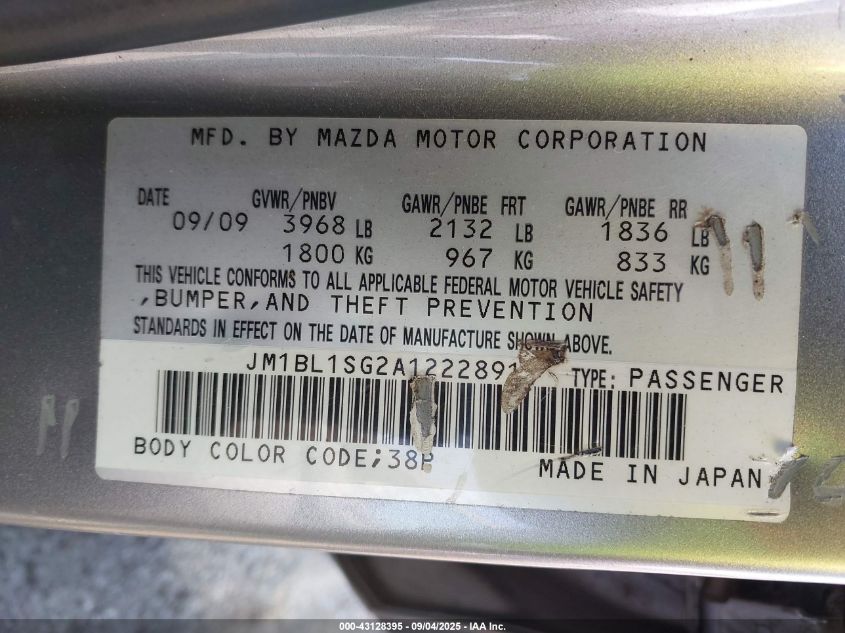 MFD. BY MAZDA MOTOR CORPORATION
DATE GVWR/PNBV GAWR/PNBE FRT GAWR/PNBE RR
09/09 3968 LB 2132 LB 1836 LB
1800 KG 967 KG 833 KG
THIS VEHICLE CONFORMS TO ALL APPLICABLE FEDERAL MOTOR VEHICLE SAFETY
,BUMPER,AND THEFT PREVENTION
STANDARDS IN EFFECT ON THE DATE OF MANUFACTURE SHOWN ABOVE.
JM1BL1SG2A1222891 TYPE: PASSENGER
BODY COLOR CODE;38P
MADE IN JAPAN
000-43128395 - 09/04/2025 - IAA Inc.